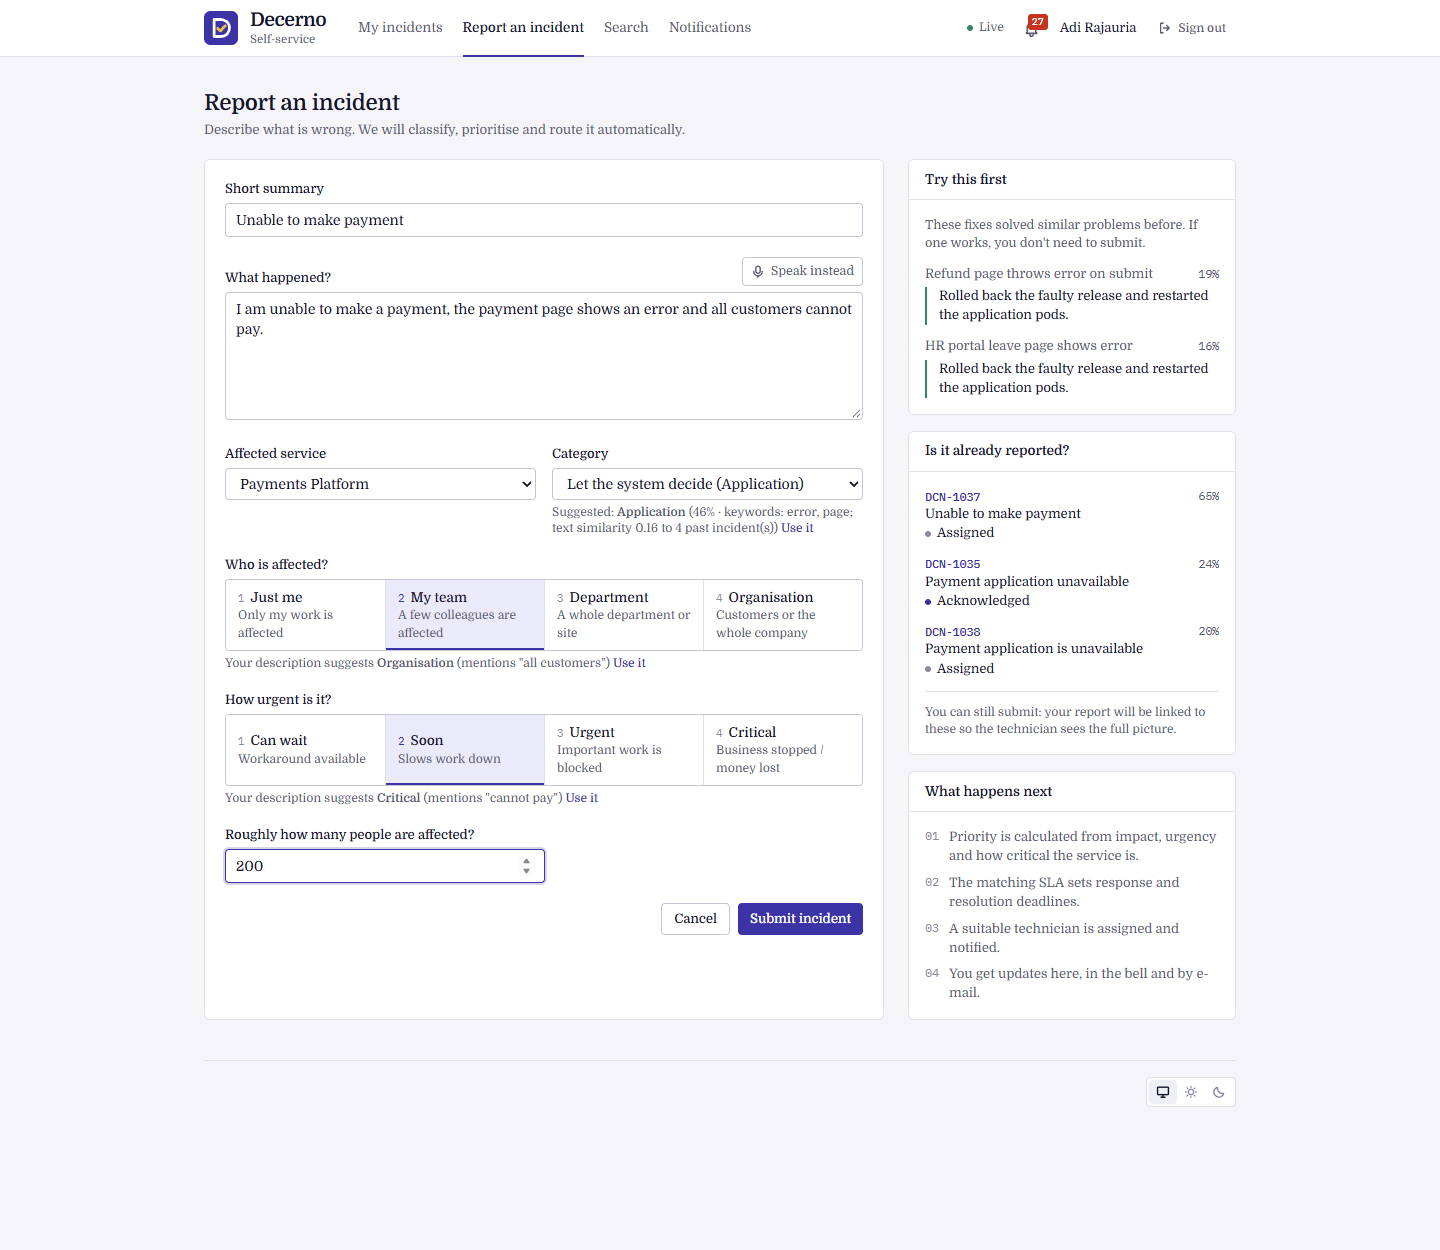 Decerno
Self-service
My incidents
Report an incident
Search
Notifications
Live
27
Adi Rajauria
Sign out
Report an incident
Describe what is wrong. We will classify, prioritise and route it automatically.
Short summary
Unable to make payment
What happened?
Speak instead
I am unable to make a payment, the payment page shows an error and all customers cannot
pay.
Affected service
Payments Platform
Category
Let the system decide (Application)
Suggested: Application (46% · keywords: error, page;
text similarity 0.16 to 4 past incident(s)) Use it
Who is affected?
1 Just me
Only my work is
affected
2 My team
A few colleagues are
affected
3 Department
A whole department or
site
4 Organisation
Customers or the
whole company
Your description suggests Organisation (mentions "all customers") Use it
How urgent is it?
1 Can wait
Workaround available
2 Soon
Slows work down
3 Urgent
Important work is
blocked
4 Critical
Business stopped /
money lost
Your description suggests Critical (mentions "cannot pay") Use it
Roughly how many people are affected?
200
Cancel
Submit incident
Try this first
These fixes solved similar problems before. If
one works, you don't need to submit.
Refund page throws error on submit 19%
Rolled back the faulty release and restarted
the application pods.
HR portal leave page shows error 16%
Rolled back the faulty release and restarted
the application pods.
Is it already reported?
DCN-1037 65%
Unable to make payment
Assigned
DCN-1035 24%
Payment application unavailable
Acknowledged
DCN-1038 20%
Payment application is unavailable
Assigned
You can still submit: your report will be linked to
these so the technician sees the full picture.
What happens next
01 Priority is calculated from impact, urgency
and how critical the service is.
02 The matching SLA sets response and
resolution deadlines.
03 A suitable technician is assigned and
notified.
04 You get updates here, in the bell and by e-
mail.